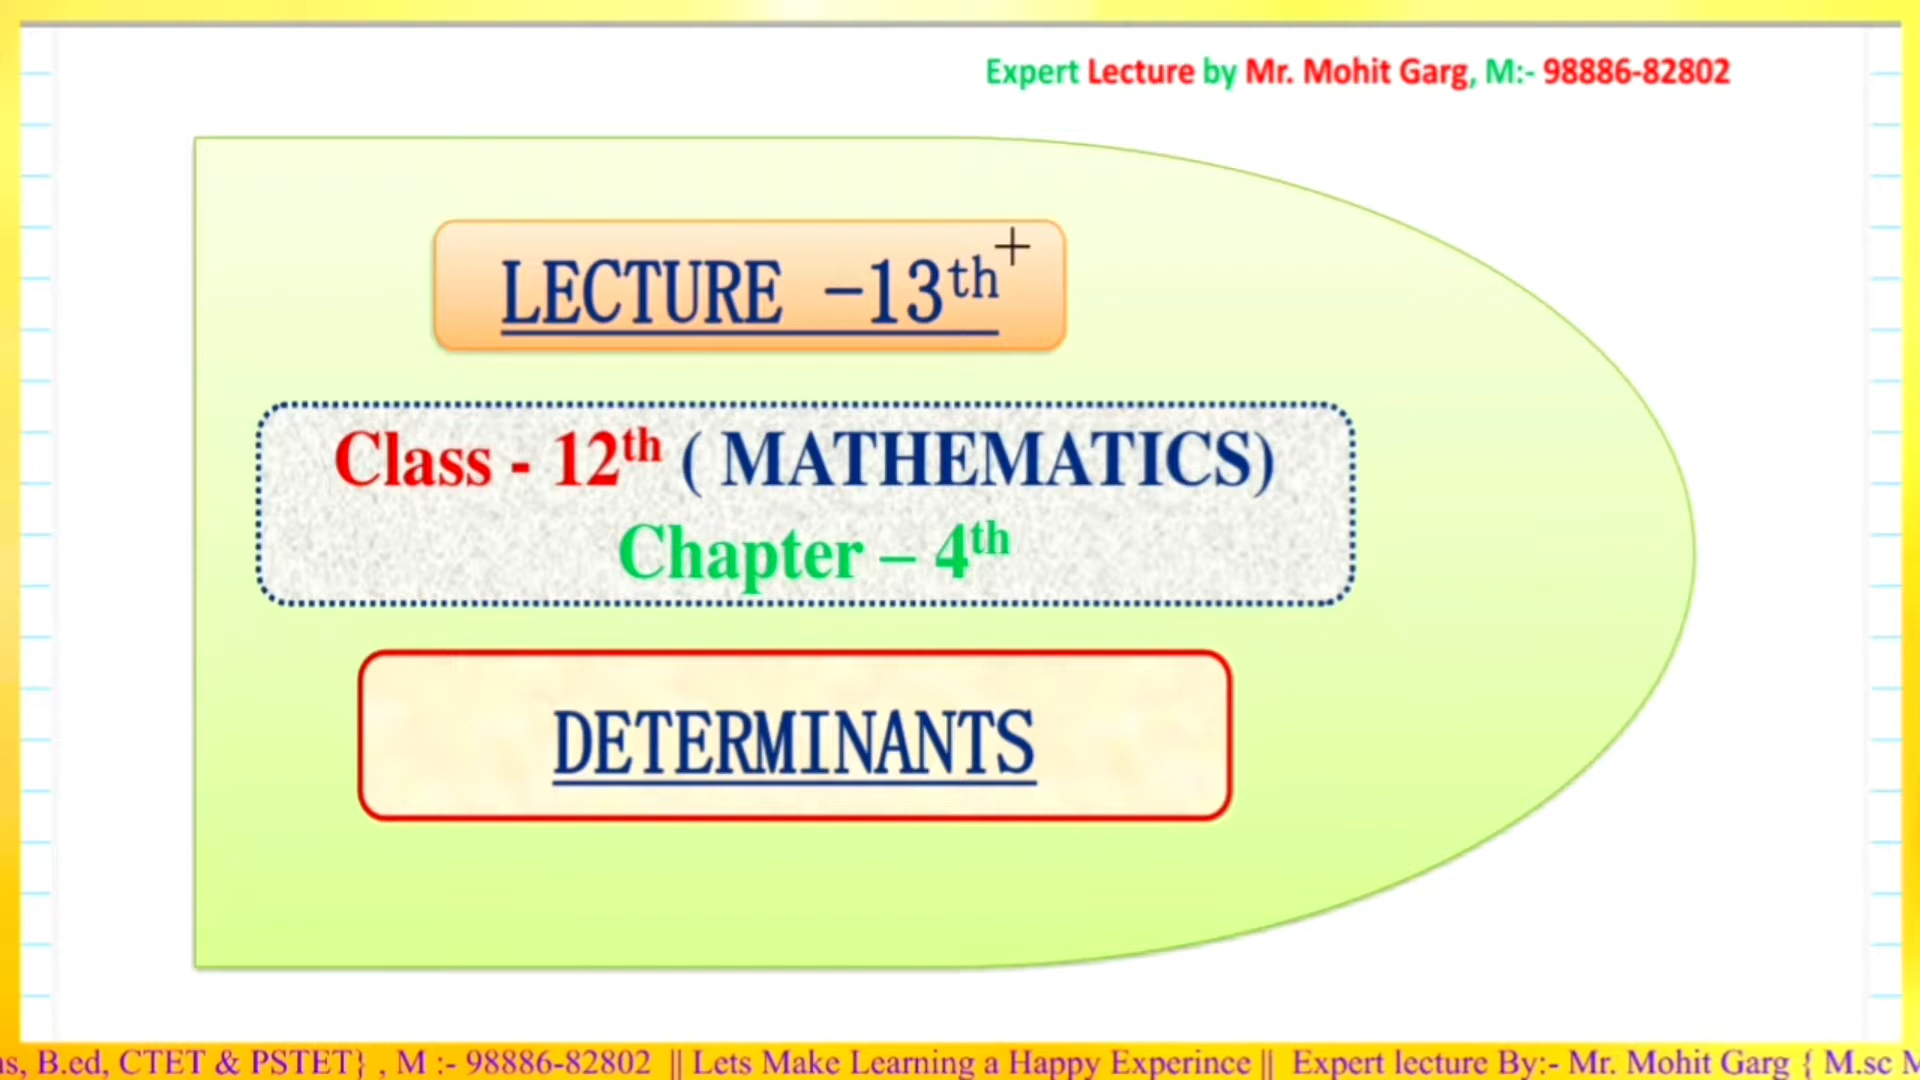 Expert Lecture by Mr. Mohit Garg, M:- 98886-82802
LECTURE -13th
Class - 12th ( MATHEMATICS)
Chapter – 4th
DETERMINANTS
B.ed, CTET & PSTET} , M :- 98886-82802 || Lets Make Learning a Happy Experince || Expert lecture By:- Mr. Mohit Garg { M.sc